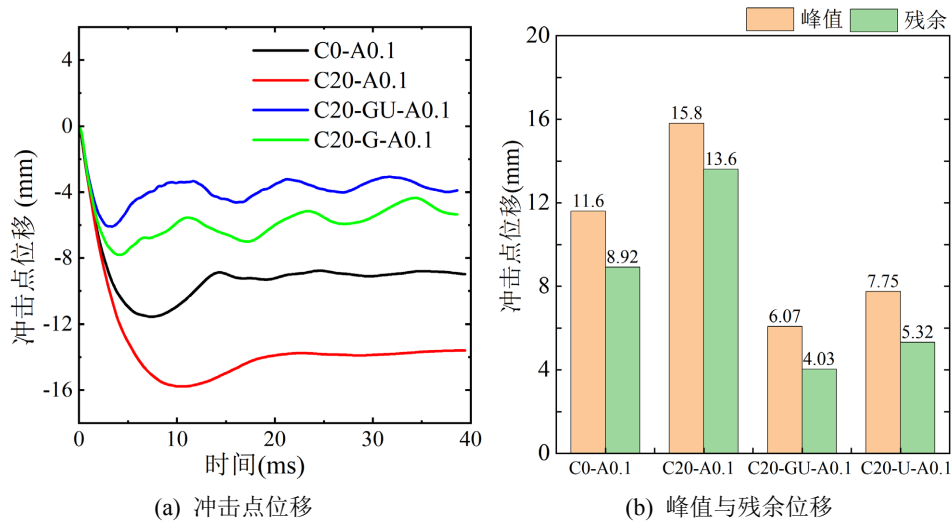 4
0
-4
-8
-12
-16
冲击点位移 (mm)
C0-A0.1
C20-A0.1
C20-GU-A0.1
C20-G-A0.1
0 10 20 30 40
时间(ms)
(a) 冲击点位移
峰值 残余
20
16
12
8
4
0
冲击点位移(mm)
11.6
8.92
15.8
13.6
6.07
4.03
7.75
5.32
C0-A0.1 C20-A0.1 C20-GU-A0.1 C20-U-A0.1
(b) 峰值与残余位移